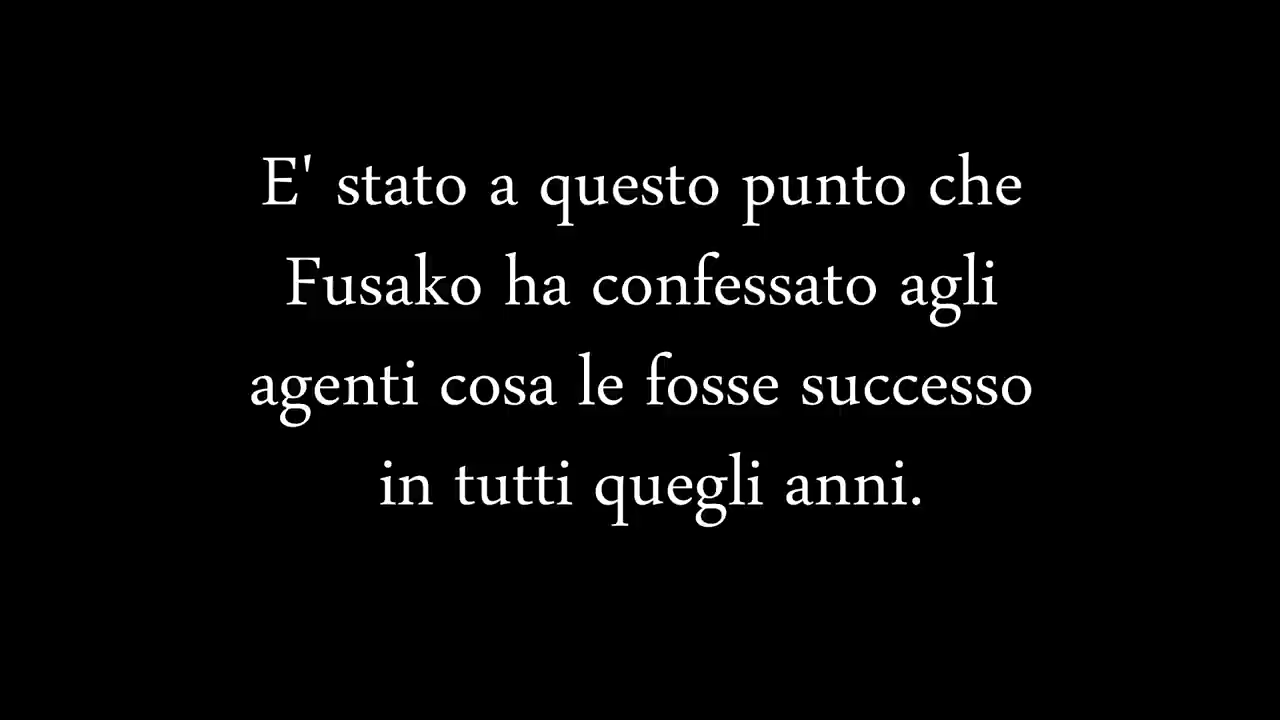 E' stato a questo punto che
Fusako ha confessato agli
agenti cosa le fosse successo
in tutti quegli anni.